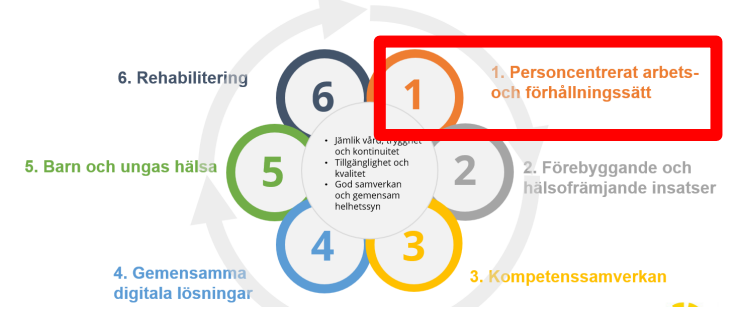 6. Rehabilitering
6
1
1. Personcentrerat arbets-
och förhållningssätt
• Jämlik vård, trygghet
och kontinuitet
• Tillgänglighet och
kvalitet
• God samverkan
och gemensam
helhetssyn
5. Barn och ungas hälsa
5
2
2. Förebyggande och
hälsofrämjande insatser
4
3
4. Gemensamma
digitala lösningar
3. Kompetenssamverkan